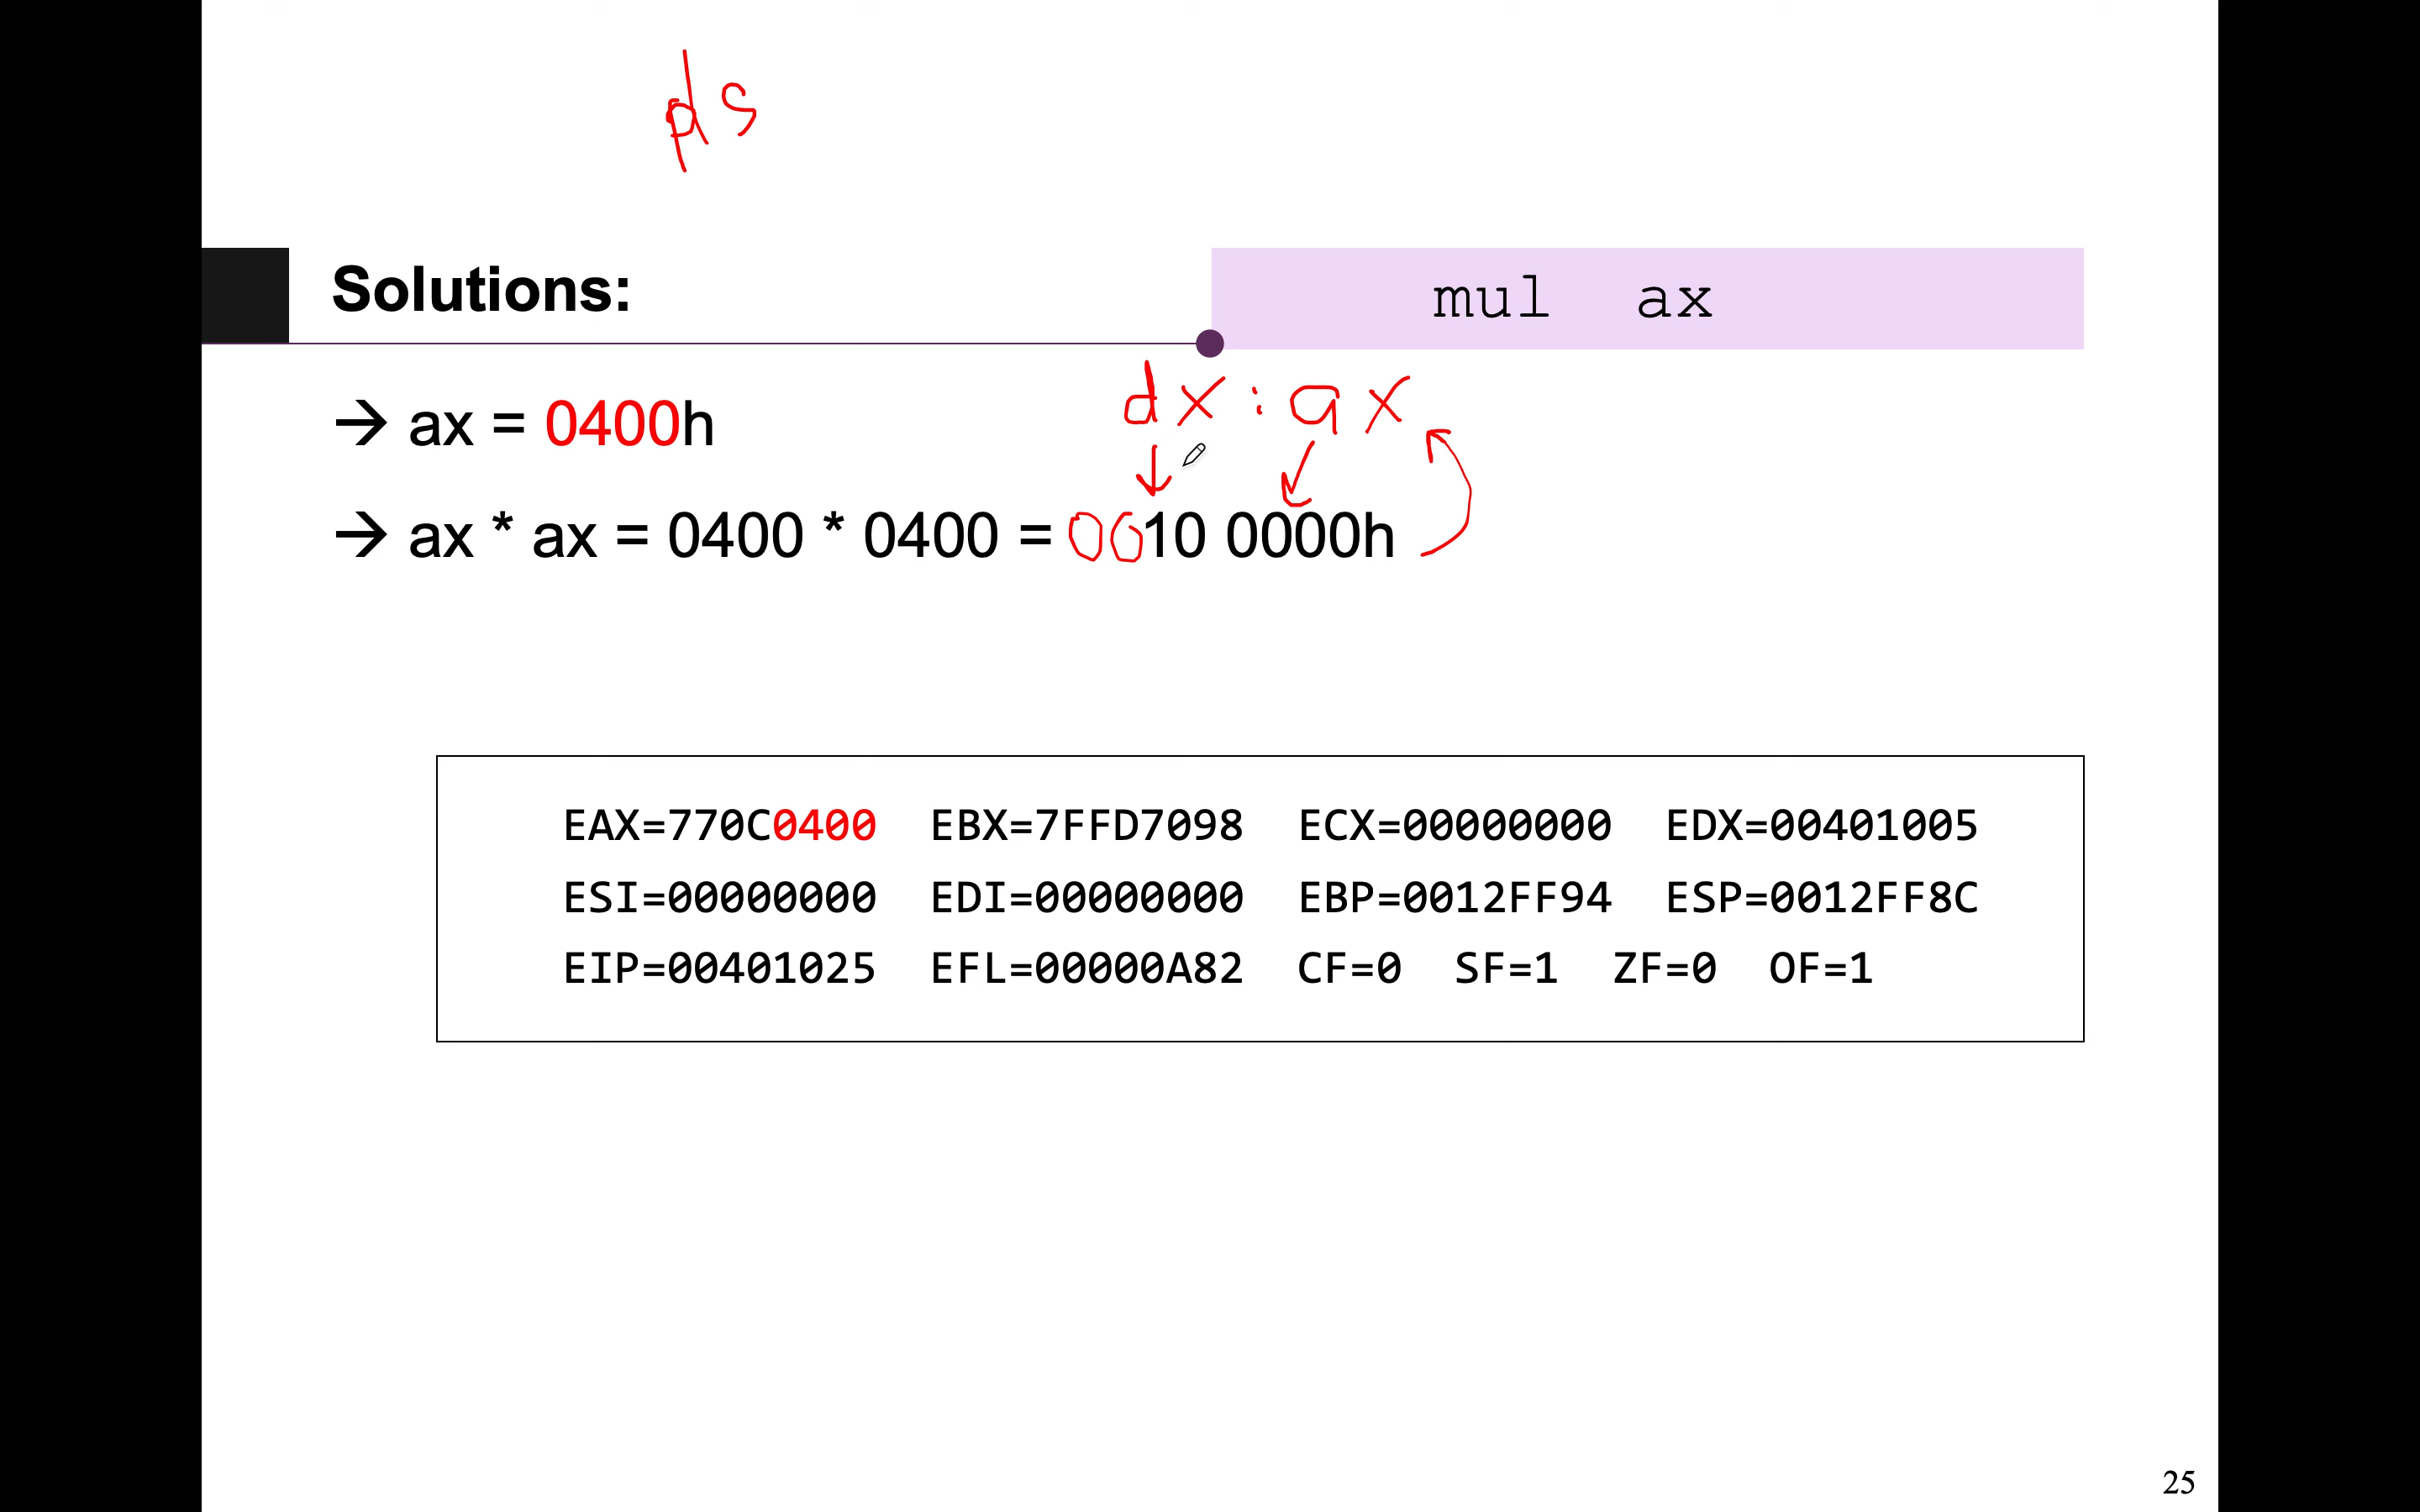 Solutions:
mul ax
dx:ax
→ ax = 0400h
→ ax * ax = 0400 * 0400 = 0010 0000h
EAX=770C0400 EBX=7FFD7098 ECX=00000000 EDX=00401005
ESI=00000000 EDI=00000000 EBP=0012FF94 ESP=0012FF8C
EIP=00401025 EFL=00000A82 CF=0 SF=1 ZF=0 OF=1
25